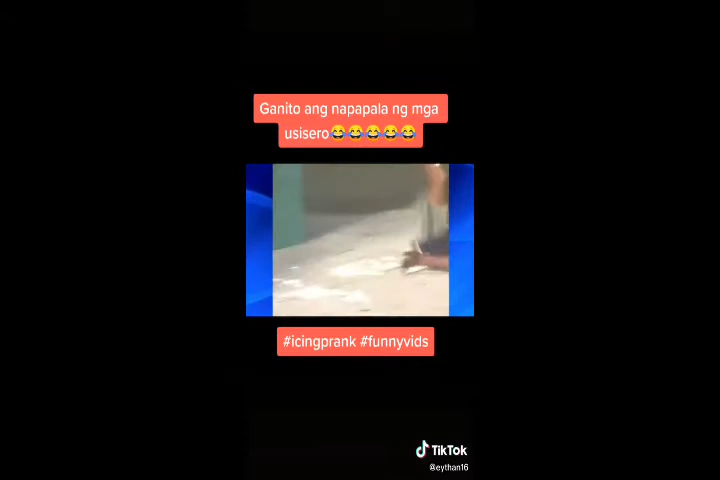 Ganito ang napapala ng mga
usisero😂😂😂😂😂
#icingprank #funnyvids
TikTok
@eythan16